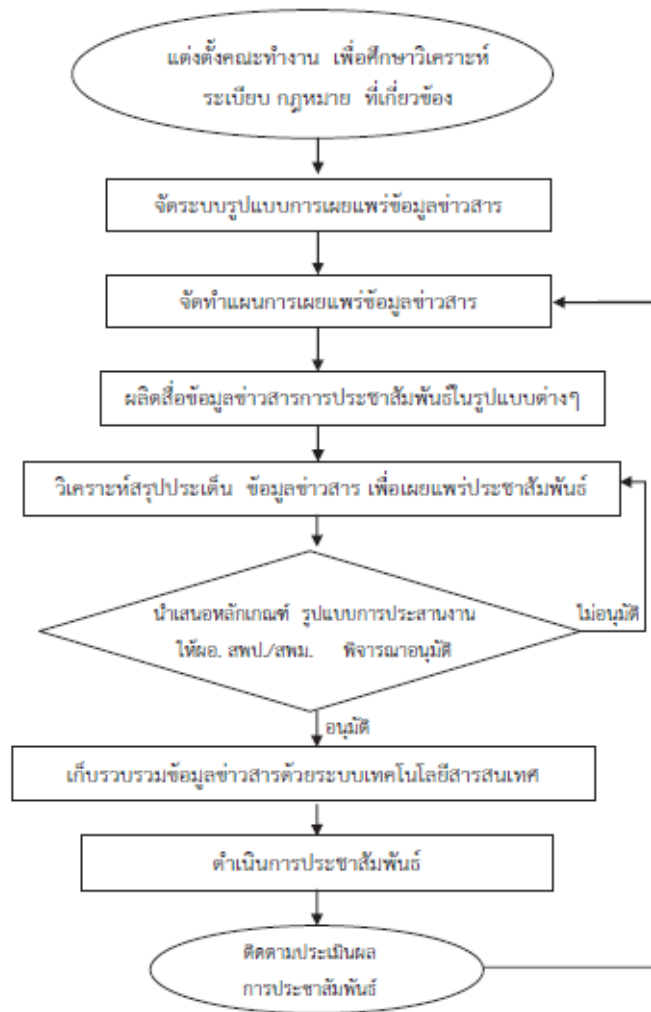 แต่งตั้งคณะทำงาน เพื่อศึกษาวิเคราะห์
ระเบียบ กฎหมาย ที่เกี่ยวข้อง
จัดระบบรูปแบบการเผยแพร่ข้อมูลข่าวสาร
จัดทำแผนการเผยแพร่ข้อมูลข่าวสาร
ผลิตสื่อข้อมูลข่าวสารการประชาสัมพันธ์ในรูปแบบต่างๆ
วิเคราะห์สรุปประเด็น ข้อมูลข่าวสาร เพื่อเผยแพร่ประชาสัมพันธ์
นำเสนอหลักเกณฑ์ รูปแบบการประสานงาน
ให้ผอ. สพป./สพม. พิจารณาอนุมัติ
ไม่อนุมัติ
อนุมัติ
เก็บรวบรวมข้อมูลข่าวสารด้วยระบบเทคโนโลยีสารสนเทศ
ดำเนินการประชาสัมพันธ์
ติดตามประเมินผล
การประชาสัมพันธ์